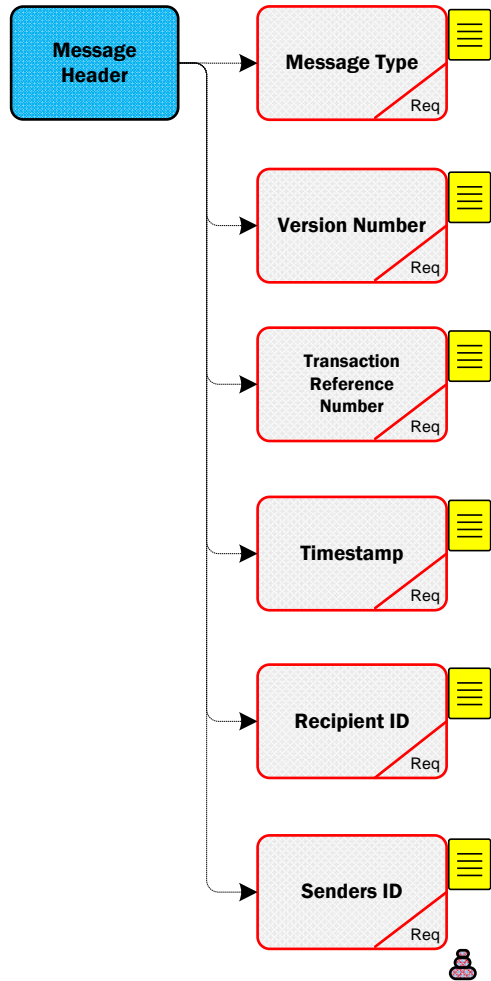 Message
Header
Message Type
Req
Version Number
Req
Transaction
Reference
Number
Req
Timestamp
Req
Recipient ID
Req
Senders ID
Req